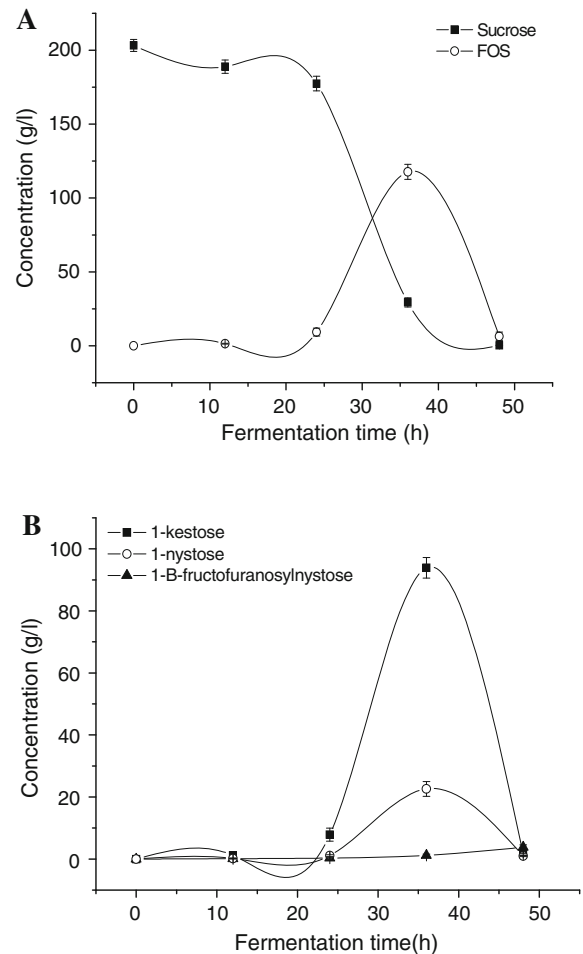 A
Sucrose
FOS
200
150
100
50
0
Concentration (g/l)
0 10 20 30 40 50
Fermentation time (h)
B
1-kestose
1-nystose
1-B-fructofuranosylnystose
100
80
60
40
20
0
Concentration (g/l)
0 10 20 30 40 50
Fermentation time(h)